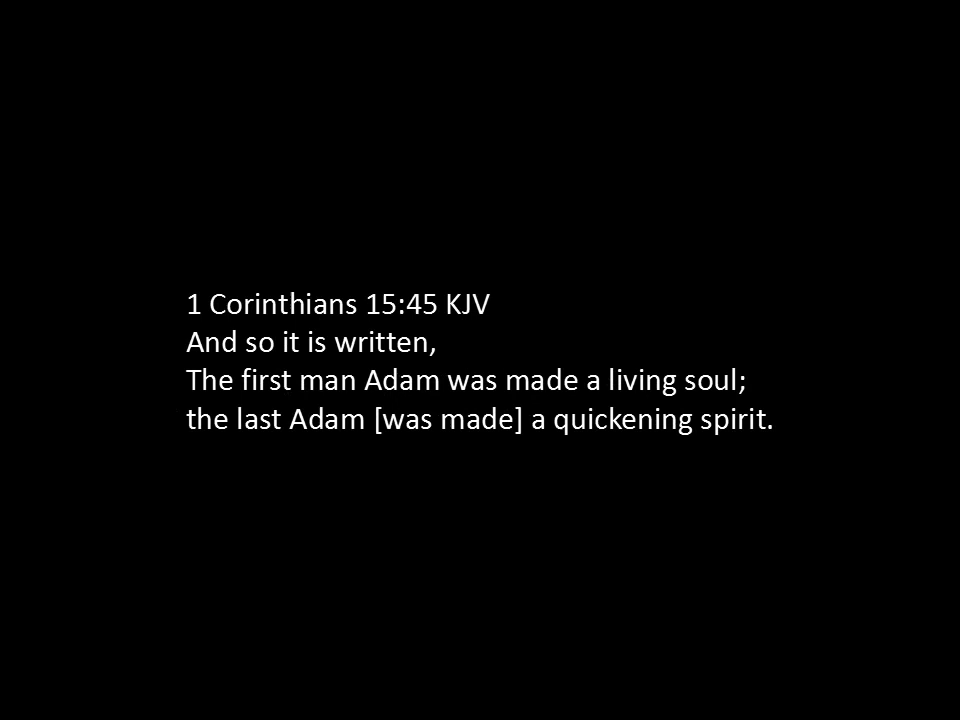 1 Corinthians 15:45 KJV
And so it is written,
The first man Adam was made a living soul;
the last Adam [was made] a quickening spirit.